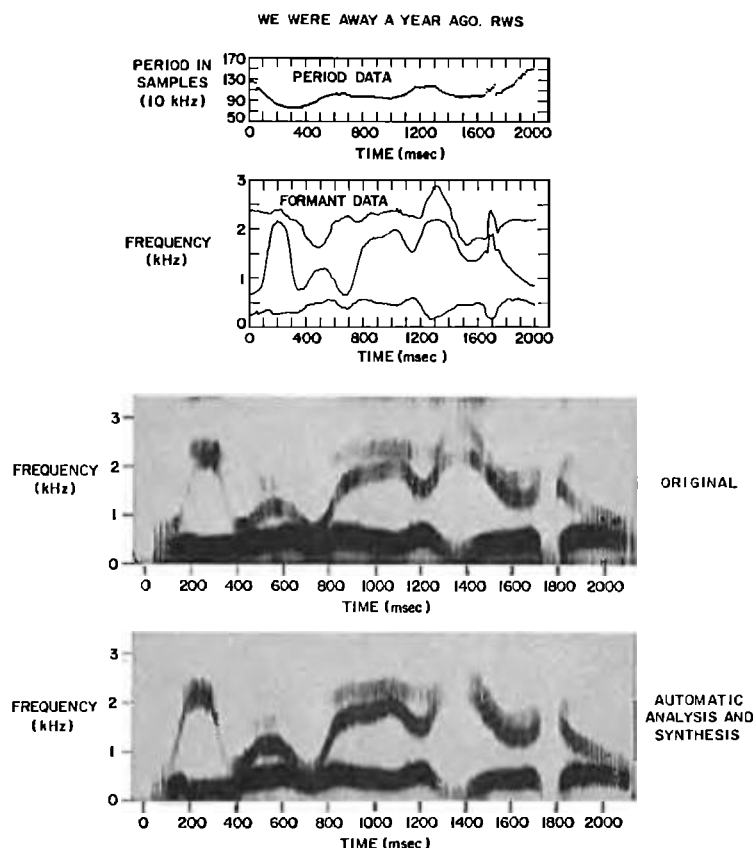 WE WERE AWAY A YEAR AGO. RWS
PERIOD IN
SAMPLES
(10 kHz)
170
130
90
50
PERIOD DATA
0 400 800 1200 1600 2000
TIME (msec)
FREQUENCY
(kHz)
3
2
1
0
FORMANT DATA
0 400 800 1200 1600 2000
TIME (msec)
FREQUENCY
(kHz)
3
2
1
0
ORIGINAL
0 200 400 600 800 1000 1200 1400 1600 1800 2000
TIME (msec)
FREQUENCY
(kHz)
3
2
1
0
AUTOMATIC
ANALYSIS AND
SYNTHESIS
0 200 400 600 800 1000 1200 1400 1600 1800 2000
TIME (msec)